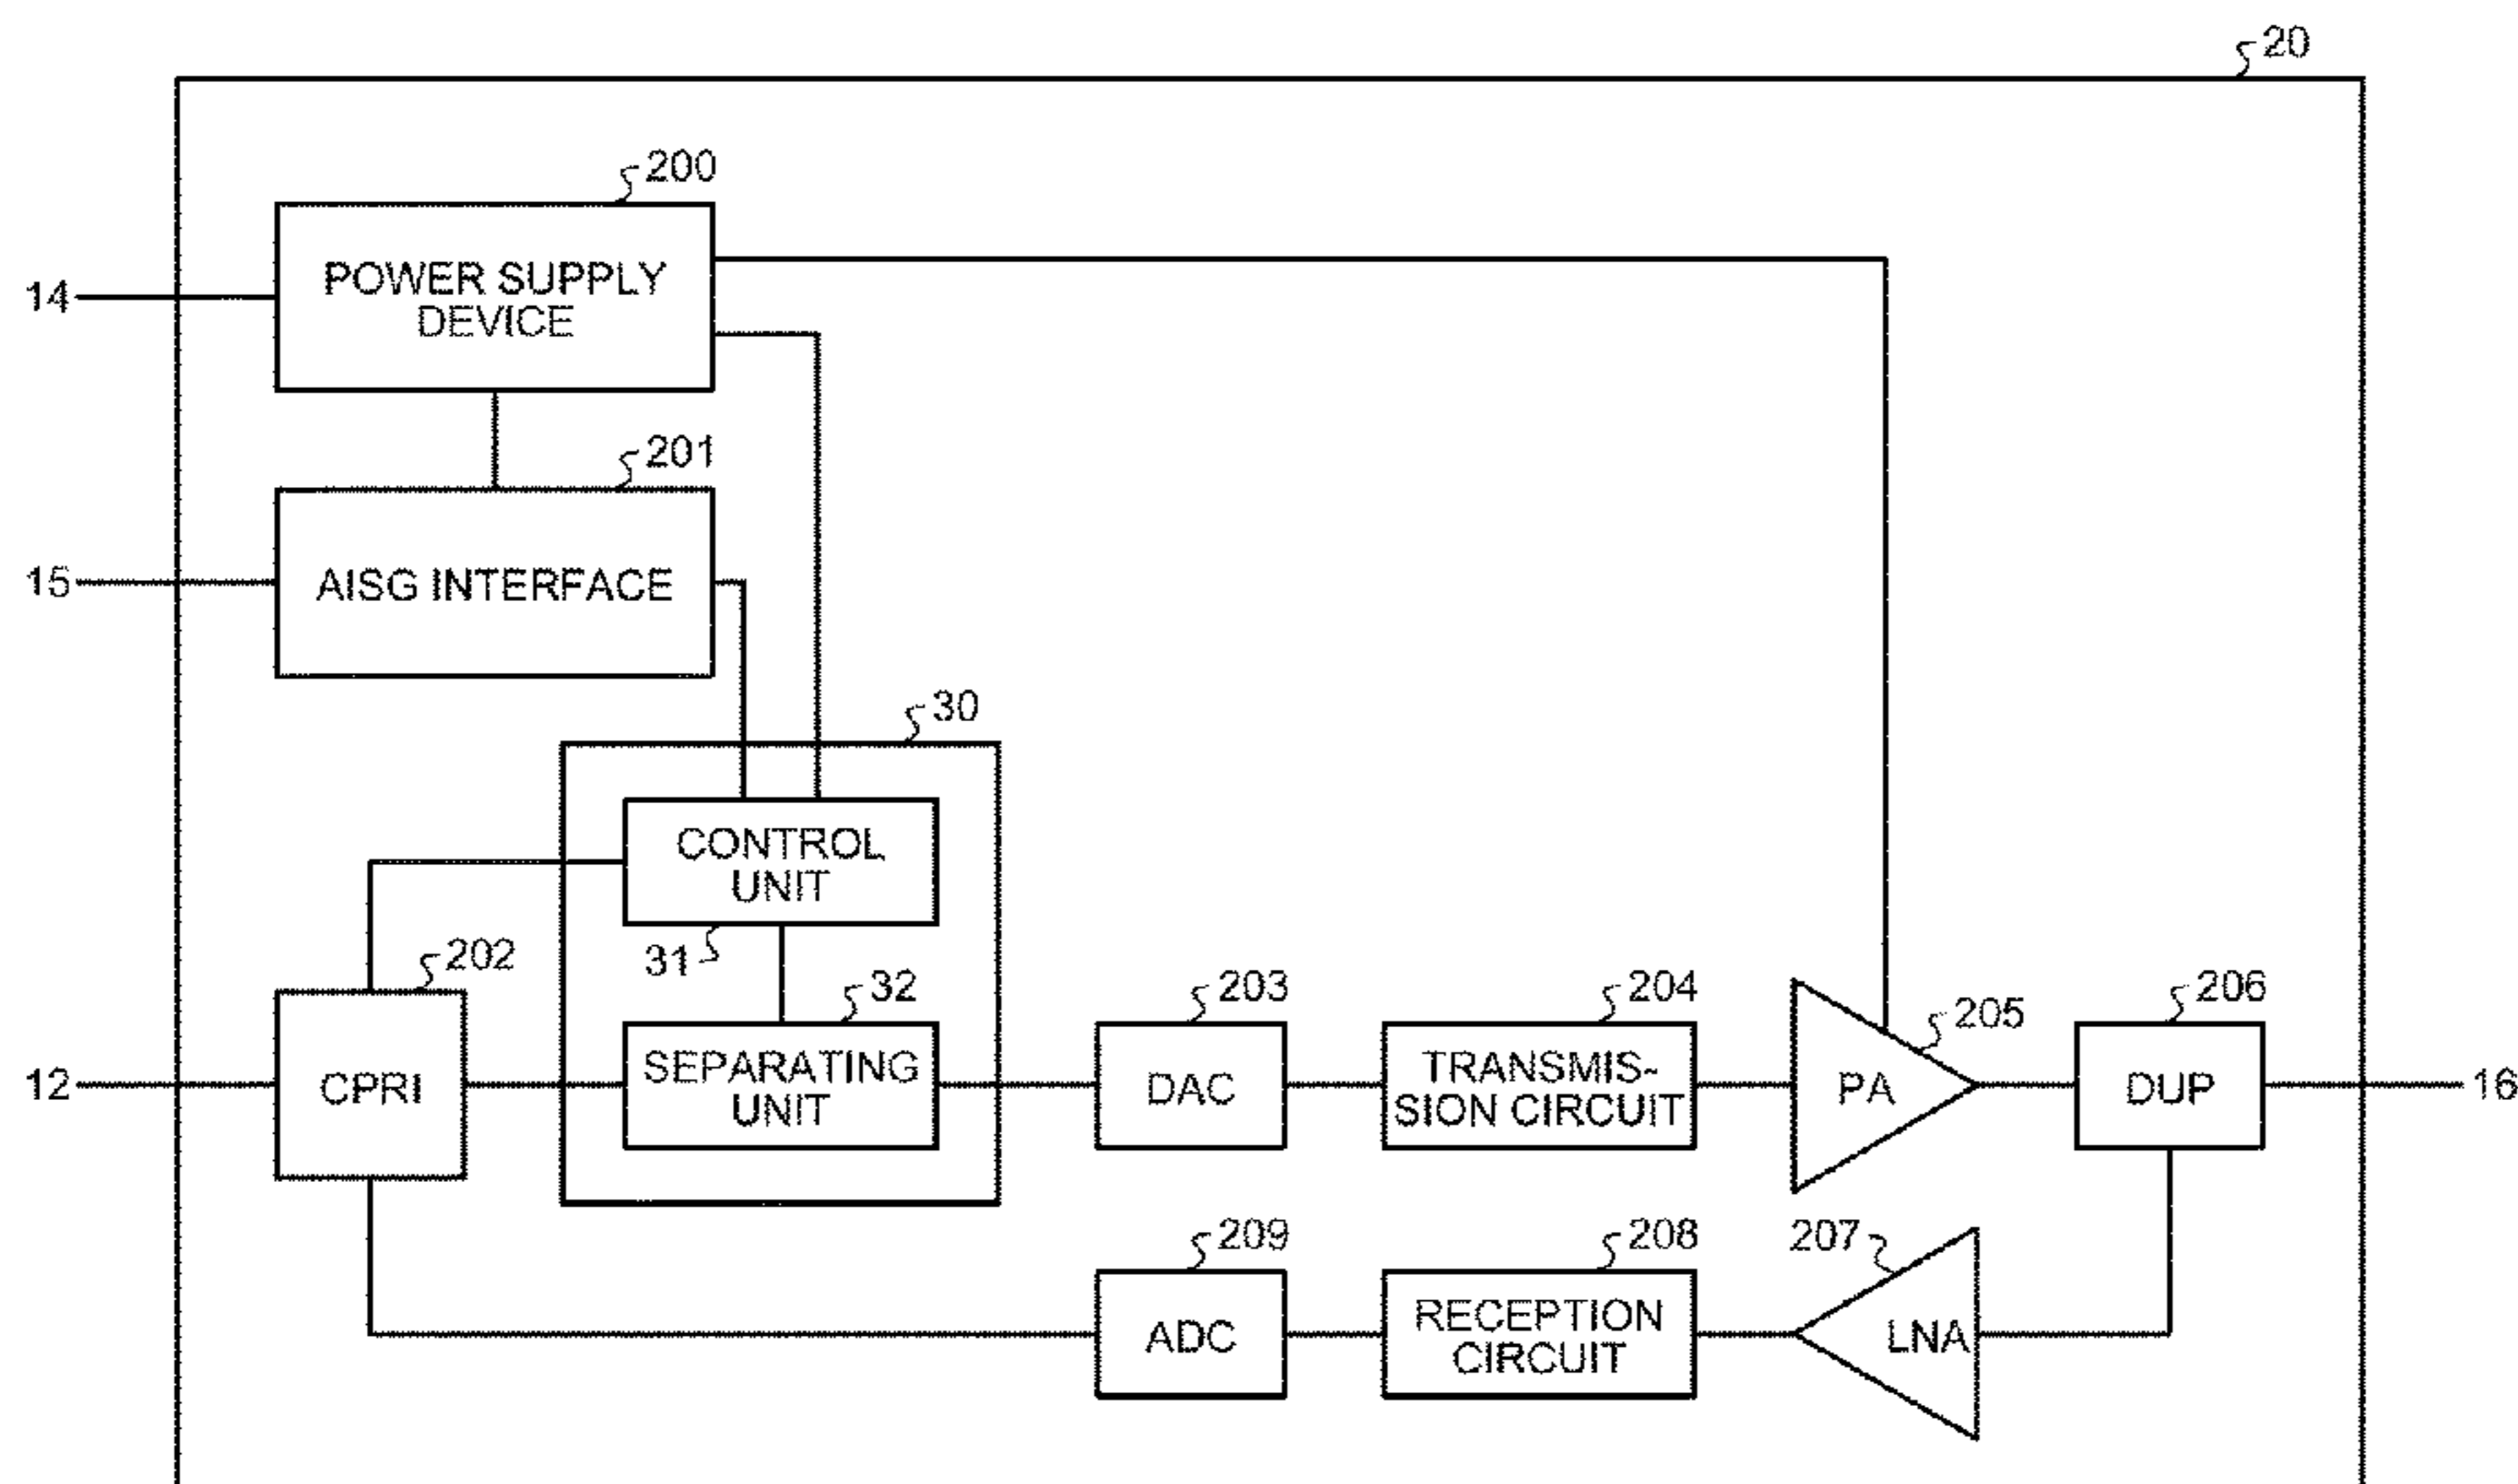 20
200
POWER SUPPLY
DEVICE
14
201
AISG INTERFACE
15
30
CONTROL
UNIT
31
202
CPRI
12
32
SEPARATING
UNIT
203
DAC
204
TRANSMIS-
SION CIRCUIT
205
PA
206
DUP
16
209
ADC
208
RECEPTION
CIRCUIT
207
LNA